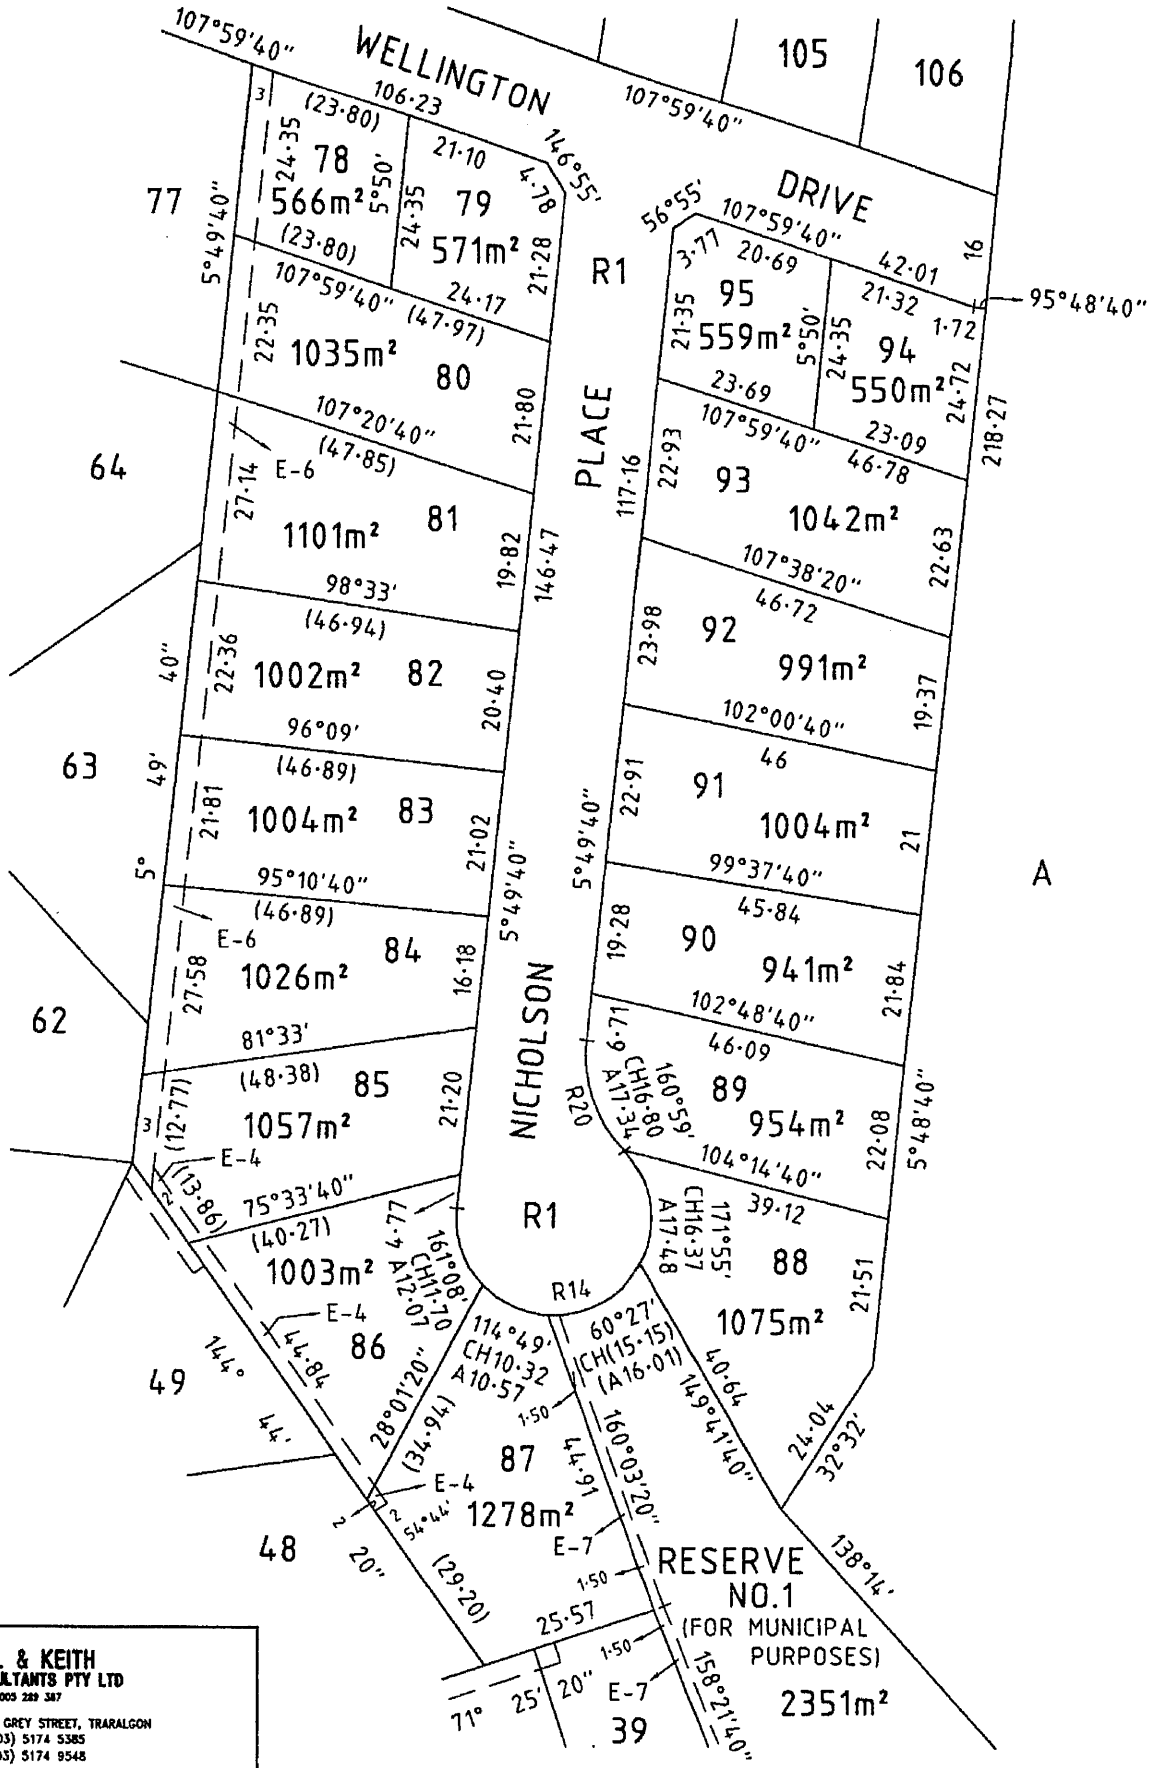 107°59'40"
WELLINGTON
DRIVE
105
106
107°59'40"
106·23
3
(23·80)
24·35
78
566m²
5°50'
(23·80)
21·10
146°55'
4·78
79
24·35
571m²
21·28
24·17
77
5°49'40"
107°59'40"
(47·97)
22·35
1035m²
80
21·80
R1
56°55'
107°59'40"
3·77
20·69
42·01
16
95°48'40"
95
21·35
559m²
5°50'
24·35
21·32
1·72
94
550m²
24·72
218·27
23·69
107°59'40"
23·09
46·78
PLACE
117·16
22·93
93
1042m²
22·63
107°20'40"
(47·85)
64
E-6
27·14
1101m²
81
19·82
146·47
98°33'
(46·94)
107°38'20"
46·72
92
23·98
991m²
19·37
40"
22·36
1002m²
82
20·40
96°09'
(46·89)
102°00'40"
46
63
49'
21·81
1004m²
83
21·02
5°49'40"
5°49'40"
22·91
91
1004m²
21
A
5°
95°10'40"
(46·89)
99°37'40"
45·84
E-6
27·58
1026m²
84
16·18
19·28
90
941m²
21·84
62
81°33'
(48·38)
85
NICHOLSON
102°48'40"
46·09
6·71
160°59'
CH16·80
A17·34
R20
89
954m²
22·08
5°48'40"
(12·77)
3
1057m²
21·20
E-4
2
(13·86)
75°33'40"
(40·27)
104°14'40"
39·12
R1
R14
1003m²
4·77
161°08'
CH11·70
A12·07
171°55'
CH16·37
A17·48
88
1075m²
21·51
E-4
86
44·84
144°
44'
20"
49
28°01'20"
(34·94)
114°49'
CH10·32
A10·57
60°27'
CH(15·15)
(A16·01)
40·64
149°41'40"
24·04
32°32'
1·50
160°03'20"
44·91
87
1278m²
E-4
2
2
54°44'
48
(29·20)
E-7
1·50
25·57
RESERVE
NO.1
(FOR MUNICIPAL
PURPOSES)
2351m²
138°14'
1·50
E-7
158°21'40"
71°
25'
20"
39
& KEITH
PTY LTD
GREY STREET, TRARALGON
5174 5385
5174 9548